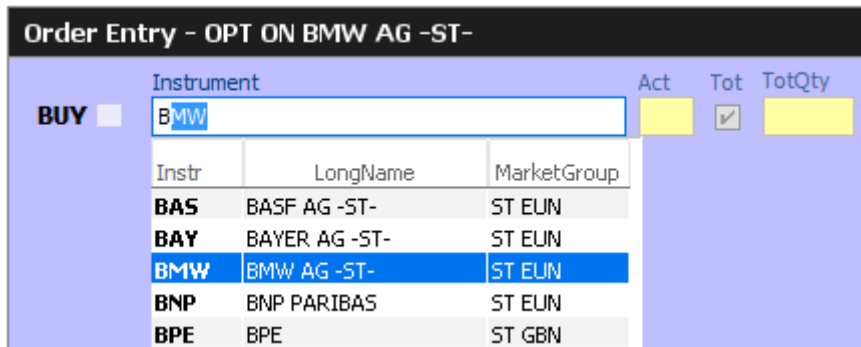 Order Entry - OPT ON BMW AG -ST-
Instrument Act Tot TotQty
BUY BMW
Instr LongName MarketGroup
BAS BASF AG -ST- ST EUN
BAY BAYER AG -ST- ST EUN
BMW BMW AG -ST- ST EUN
BNP BNP PARIBAS ST EUN
BPE BPE ST GBN